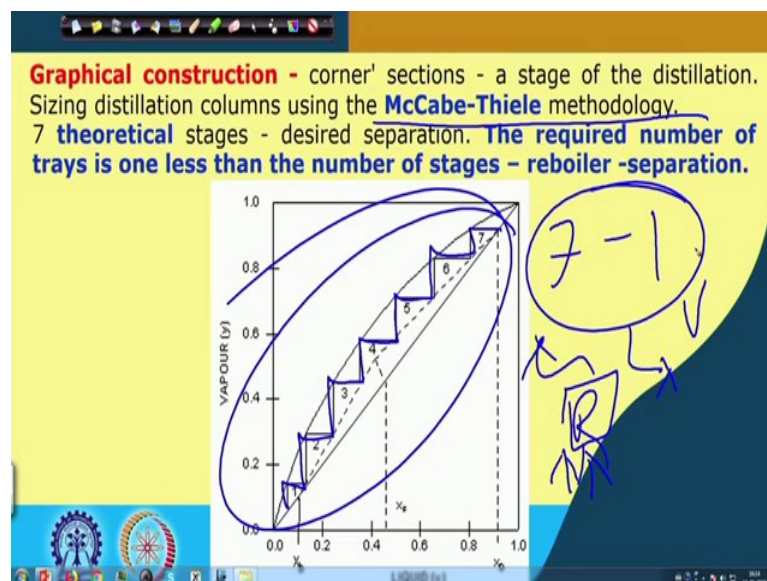 Graphical construction - corner' sections - a stage of the distillation.
Sizing distillation columns using the McCabe-Thiele methodology.
7 theoretical stages - desired separation. The required number of
trays is one less than the number of stages – reboiler -separation.
1.0
0.8
0.6
0.4
0.2
0.0
VAPOUR (y)
7
6
5
4
3
2
1
X_F
0.0 0.2 0.4 0.6 0.8 1.0
X_D
LIQUID (x)
7 - 1
R